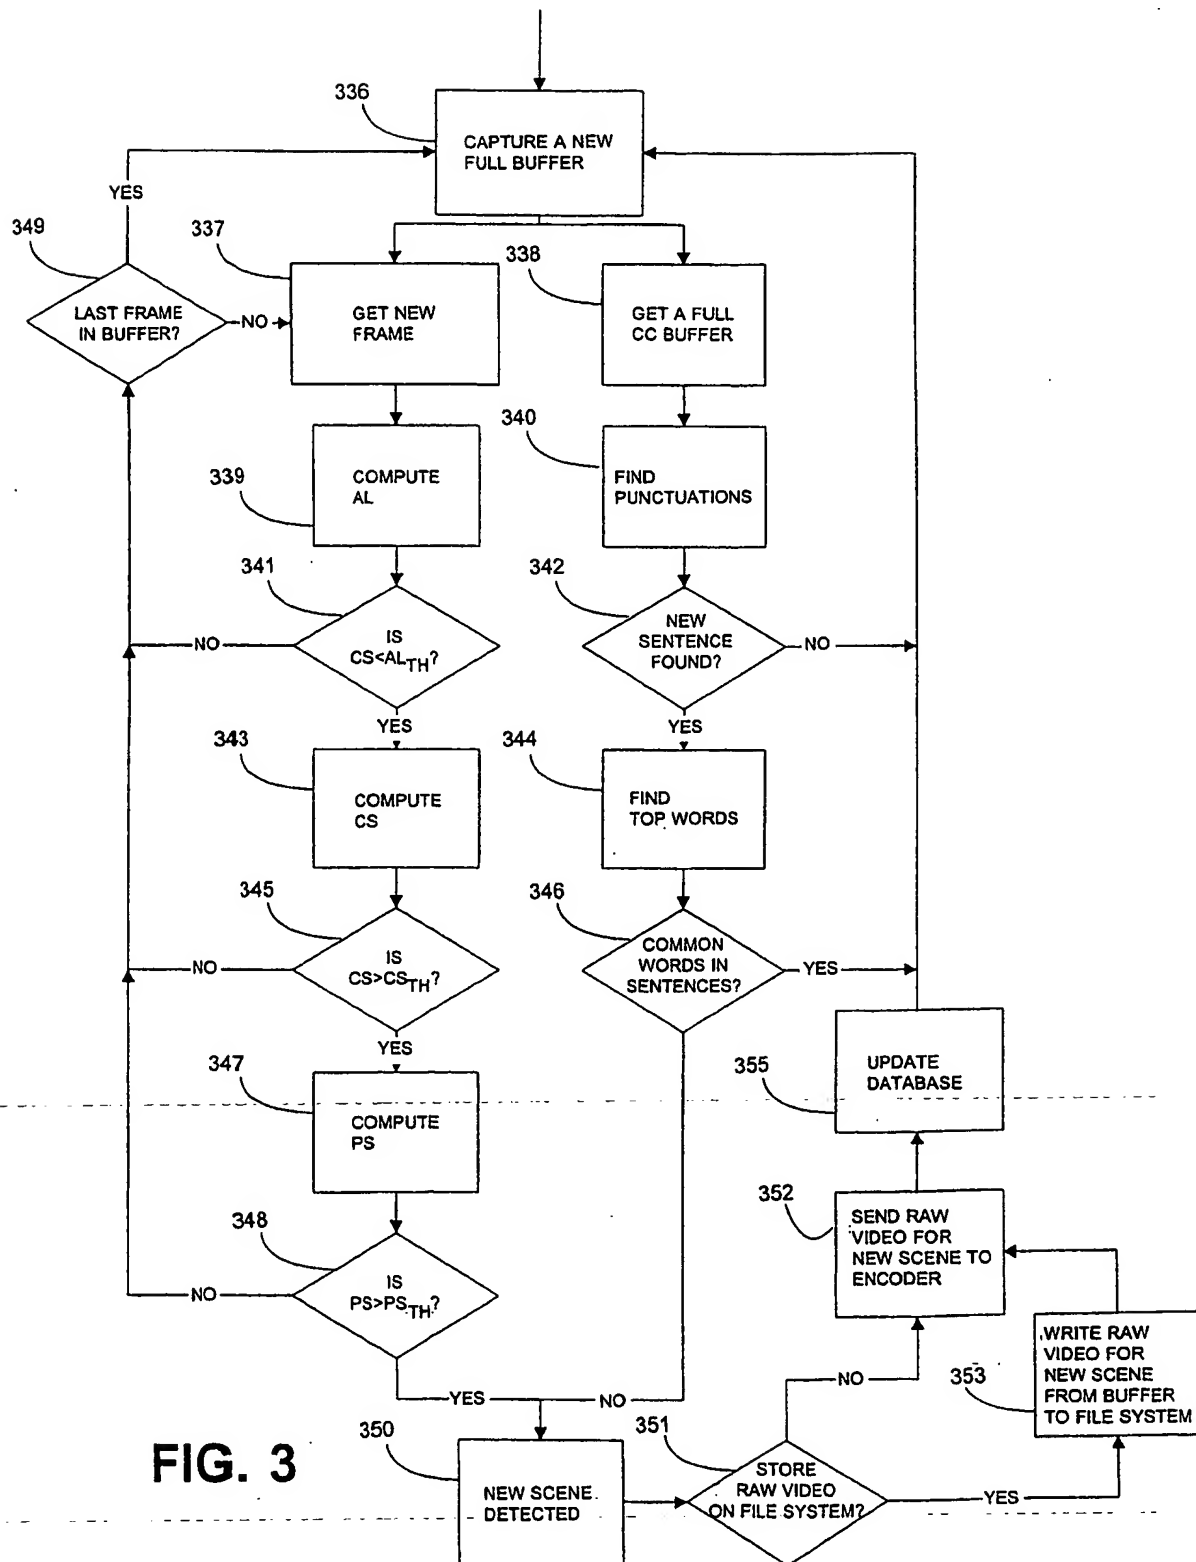 336
CAPTURE A NEW
FULL BUFFER
YES
349
337
338
LAST FRAME
IN BUFFER?
NO
GET NEW
FRAME
GET A FULL
CC BUFFER
339
340
COMPUTE
AL
FIND
PUNCTUATIONS
341
342
NO
IS
CS<AL_TH?
NEW
SENTENCE
FOUND?
NO
YES
YES
343
344
COMPUTE
CS
FIND
TOP WORDS
345
346
NO
IS
CS>CS_TH?
COMMON
WORDS IN
SENTENCES?
YES
YES
347
355
COMPUTE
PS
UPDATE
DATABASE
348
352
NO
IS
PS>PS_TH?
SEND RAW
VIDEO FOR
NEW SCENE TO
ENCODER
353
WRITE RAW
VIDEO FOR
NEW SCENE
FROM BUFFER
TO FILE SYSTEM
YES
NO
NO
350
351
FIG. 3
NEW SCENE
DETECTED
STORE
RAW VIDEO
ON FILE SYSTEM?
YES